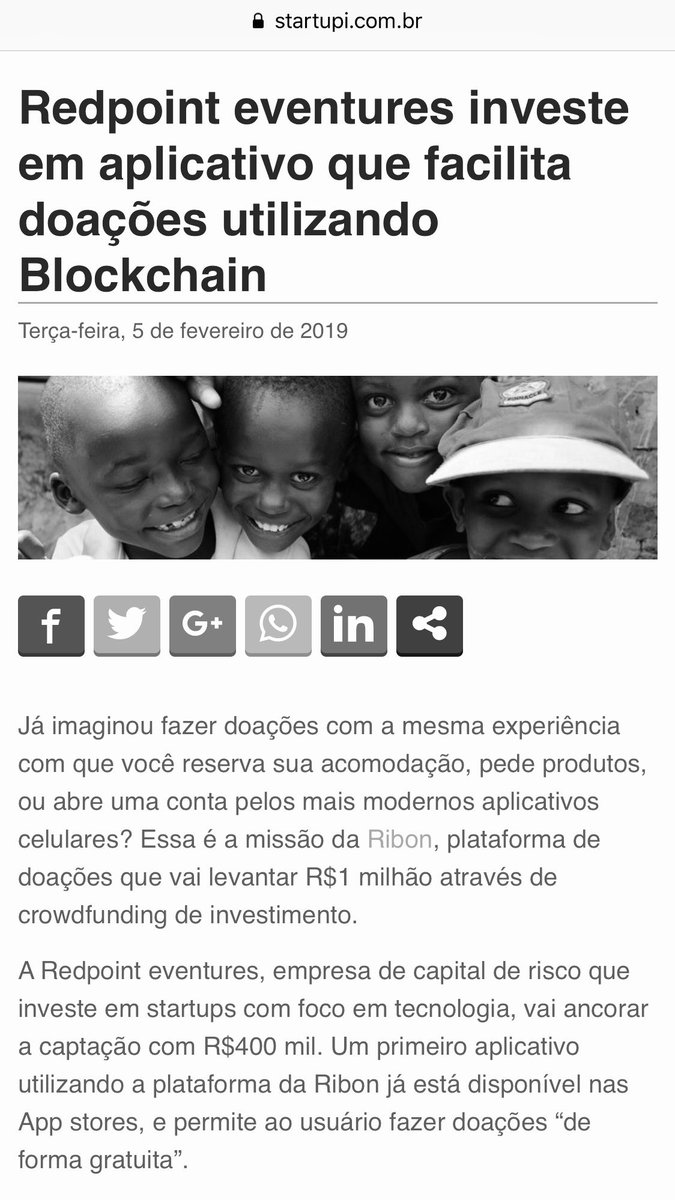 startupi.com.br
Redpoint eventures investe
em aplicativo que facilita
doações utilizando
Blockchain
Terça-feira, 5 de fevereiro de 2019
PINNACLE
f
G+
in
Já imaginou fazer doações com a mesma experiência
com que você reserva sua acomodação, pede produtos,
ou abre uma conta pelos mais modernos aplicativos
celulares? Essa é a missão da Ribon, plataforma de
doações que vai levantar R$1 milhão através de
crowdfunding de investimento.
A Redpoint eventures, empresa de capital de risco que
investe em startups com foco em tecnologia, vai ancorar
a captação com R$400 mil. Um primeiro aplicativo
utilizando a plataforma da Ribon já está disponível nas
App stores, e permite ao usuário fazer doações “de
forma gratuita”.